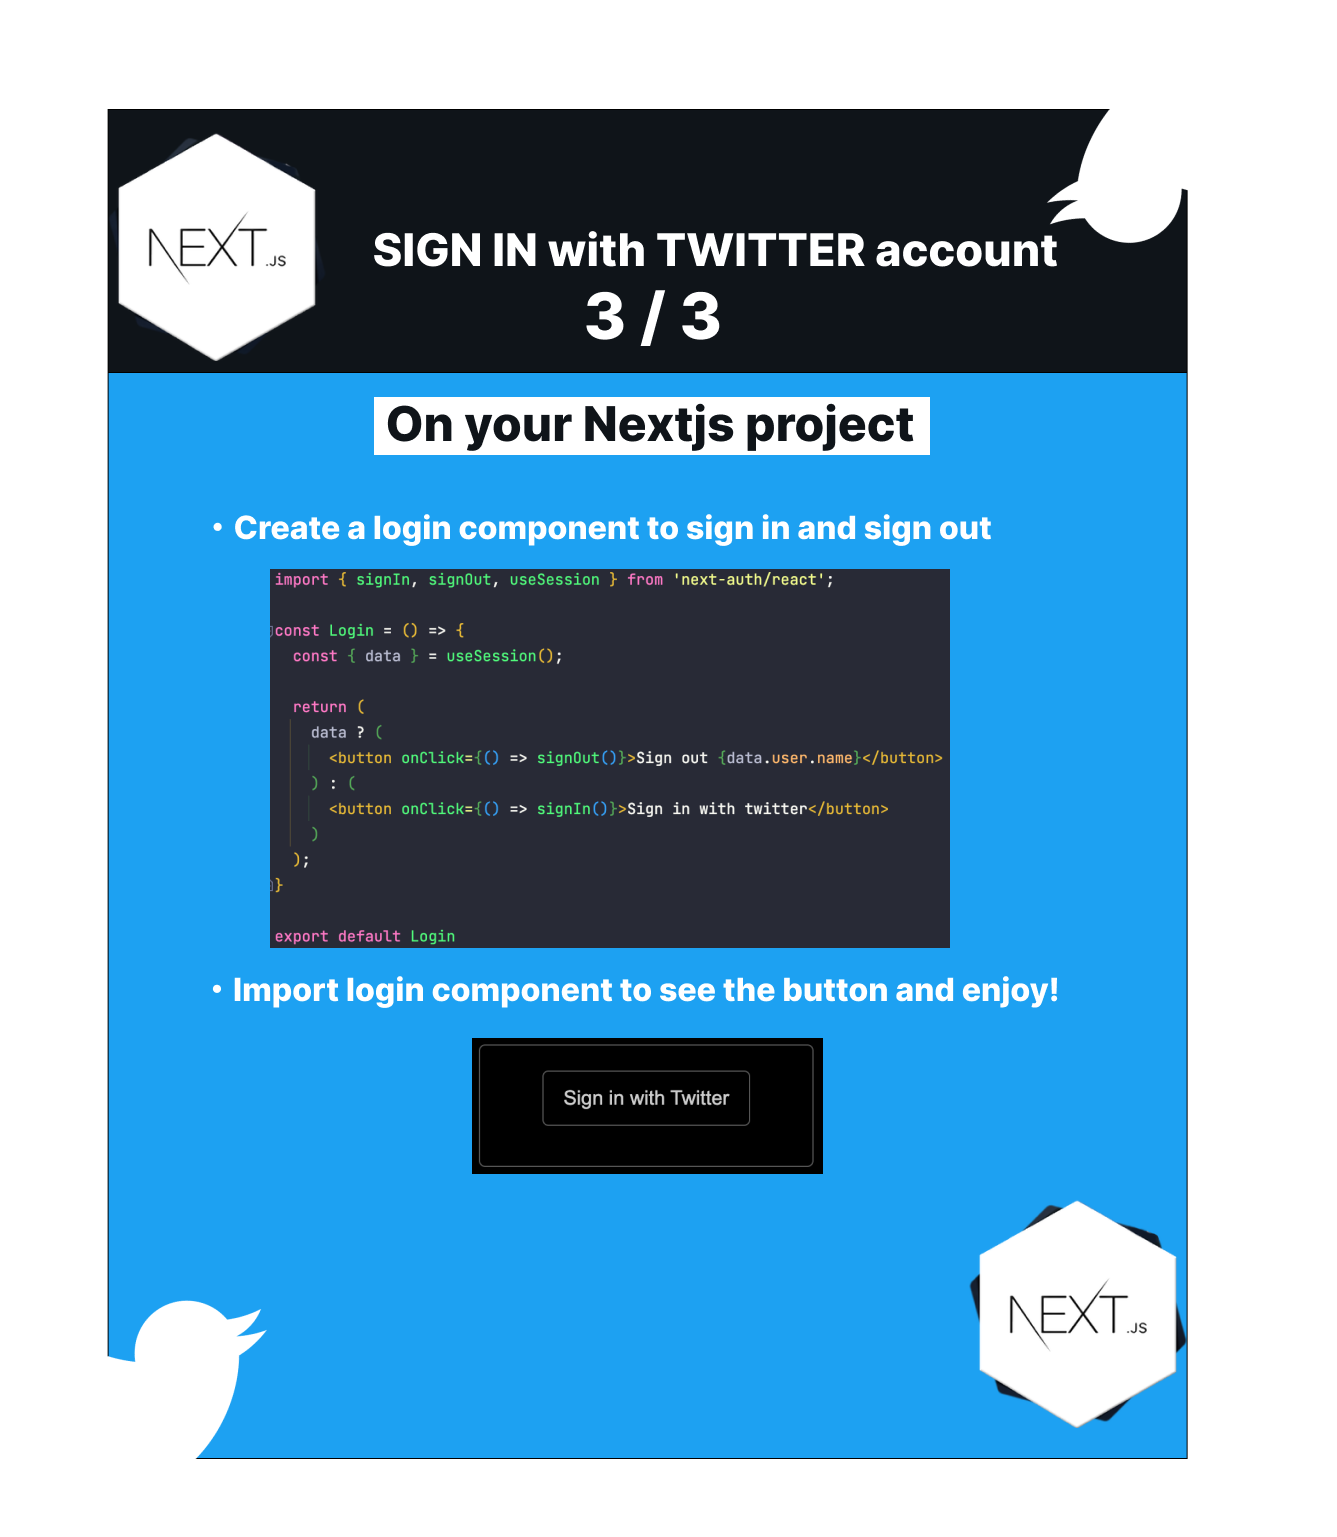 NEXT.JS
SIGN IN with TWITTER account
3 / 3
On your Nextjs project
• Create a login component to sign in and sign out
import { signIn, signOut, useSession } from 'next-auth/react';
const Login = () => {
  const { data } = useSession();
  return (
    data ? (
      <button onClick={() => signOut()}>Sign out {data.user.name}</button>
    ) : (
      <button onClick={() => signIn()}>Sign in with twitter</button>
    )
  );
}
export default Login
• Import login component to see the button and enjoy!
Sign in with Twitter
NEXT.JS